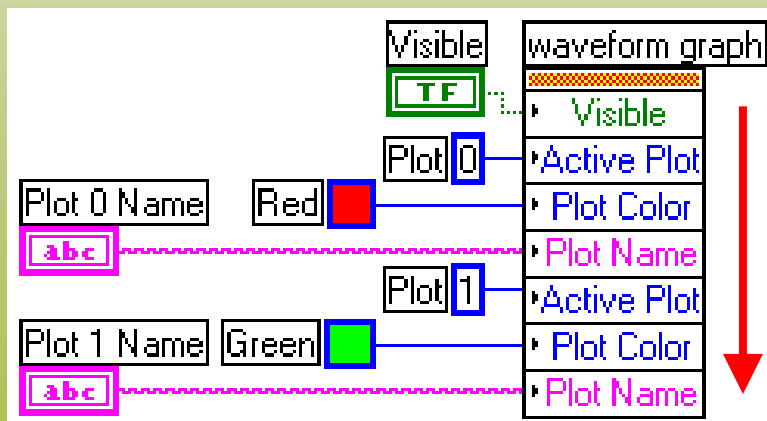 Visible
waveform graph
TF
Visible
Plot 0
Active Plot
Plot 0 Name
Red
Plot Color
abc
Plot Name
Plot 1
Active Plot
Plot 1 Name
Green
Plot Color
abc
Plot Name